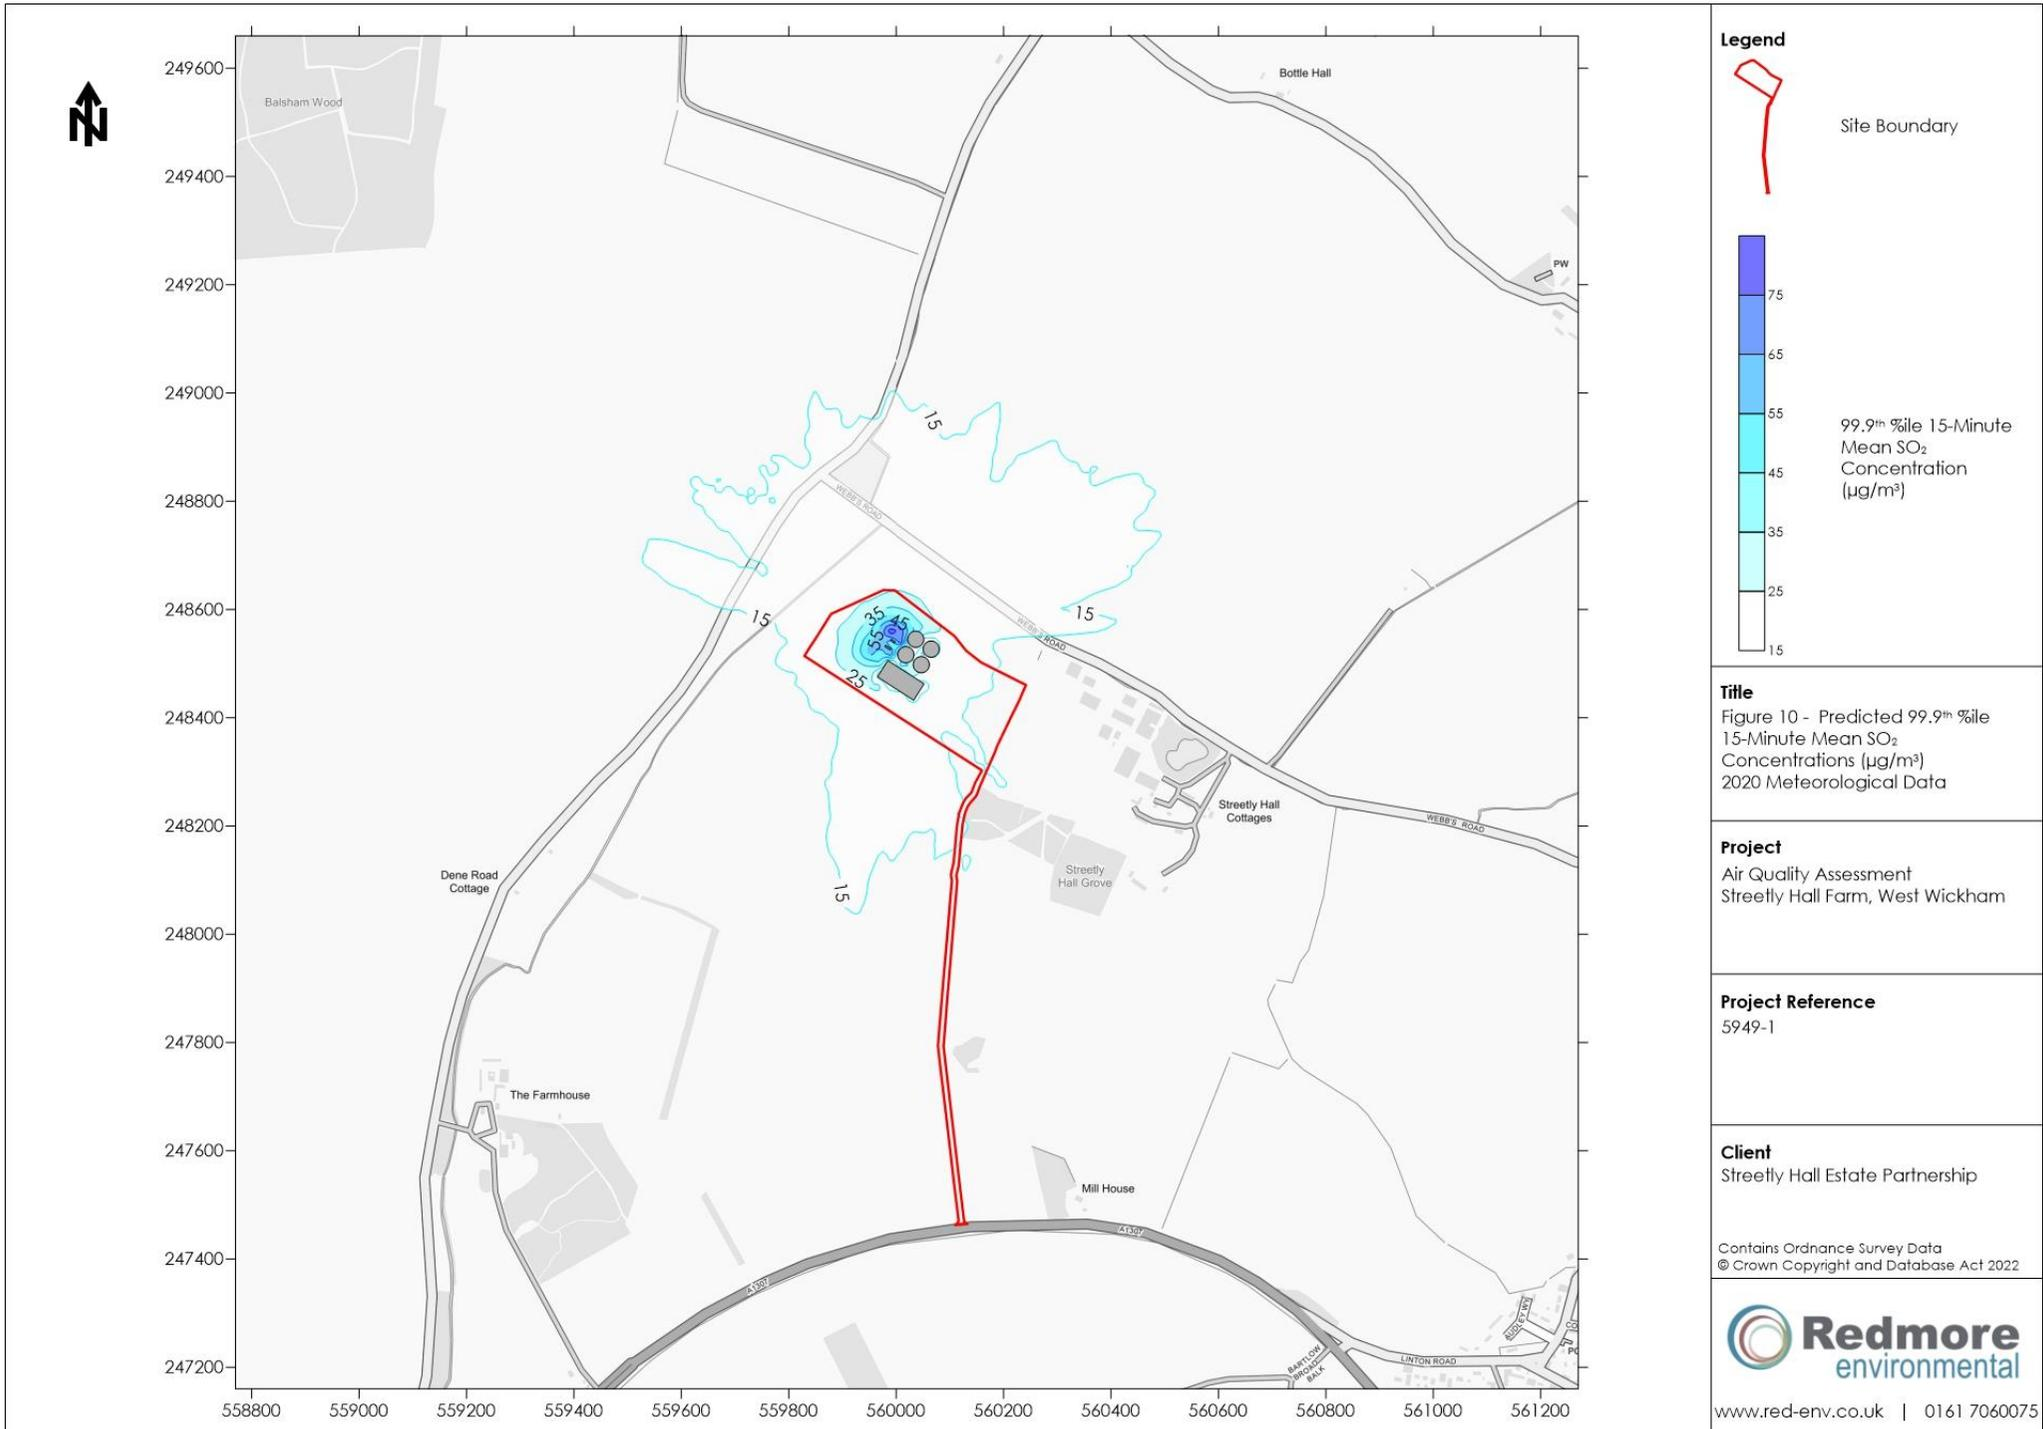 249600
249400
249200
249000
248800
248600
248400
248200
248000
247800
247600
247400
247200
558800
559000
559200
559400
559600
559800
560000
560200
560400
560600
560800
561000
561200
N
Balsham Wood
Bottle Hall
PW
15
WEBB'S ROAD
15
15
WEBB'S ROAD
35
45
55
25
Streetly Hall
Cottages
WEBB'S ROAD
Streetly
Hall Grove
Dene Road
Cottage
15
The Farmhouse
Mill House
A1307
A1307
AUDLEY WY
BARTLOW
BROAD
BALK
LINTON ROAD
Legend
Site Boundary
75
65
55
45
35
25
15
99.9th %ile 15-Minute
Mean SO₂
Concentration
(µg/m³)
Title
Figure 10 - Predicted 99.9th %ile
15-Minute Mean SO₂
Concentrations (µg/m³)
2020 Meteorological Data
Project
Air Quality Assessment
Streetly Hall Farm, West Wickham
Project Reference
5949-1
Client
Streetly Hall Estate Partnership
Contains Ordnance Survey Data
© Crown Copyright and Database Act 2022
Redmore
environmental
www.red-env.co.uk | 0161 7060075